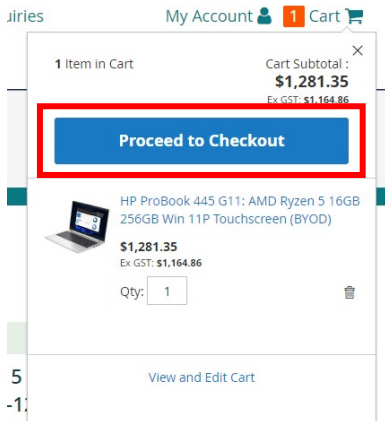 uiries
My Account
1 Cart
1 Item in Cart
Cart Subtotal :
$1,281.35
Ex GST: $1,164.86
Proceed to Checkout
HP ProBook 445 G11: AMD Ryzen 5 16GB
256GB Win 11P Touchscreen (BYOD)
$1,281.35
Ex GST: $1,164.86
Qty: 1
View and Edit Cart
5
-1